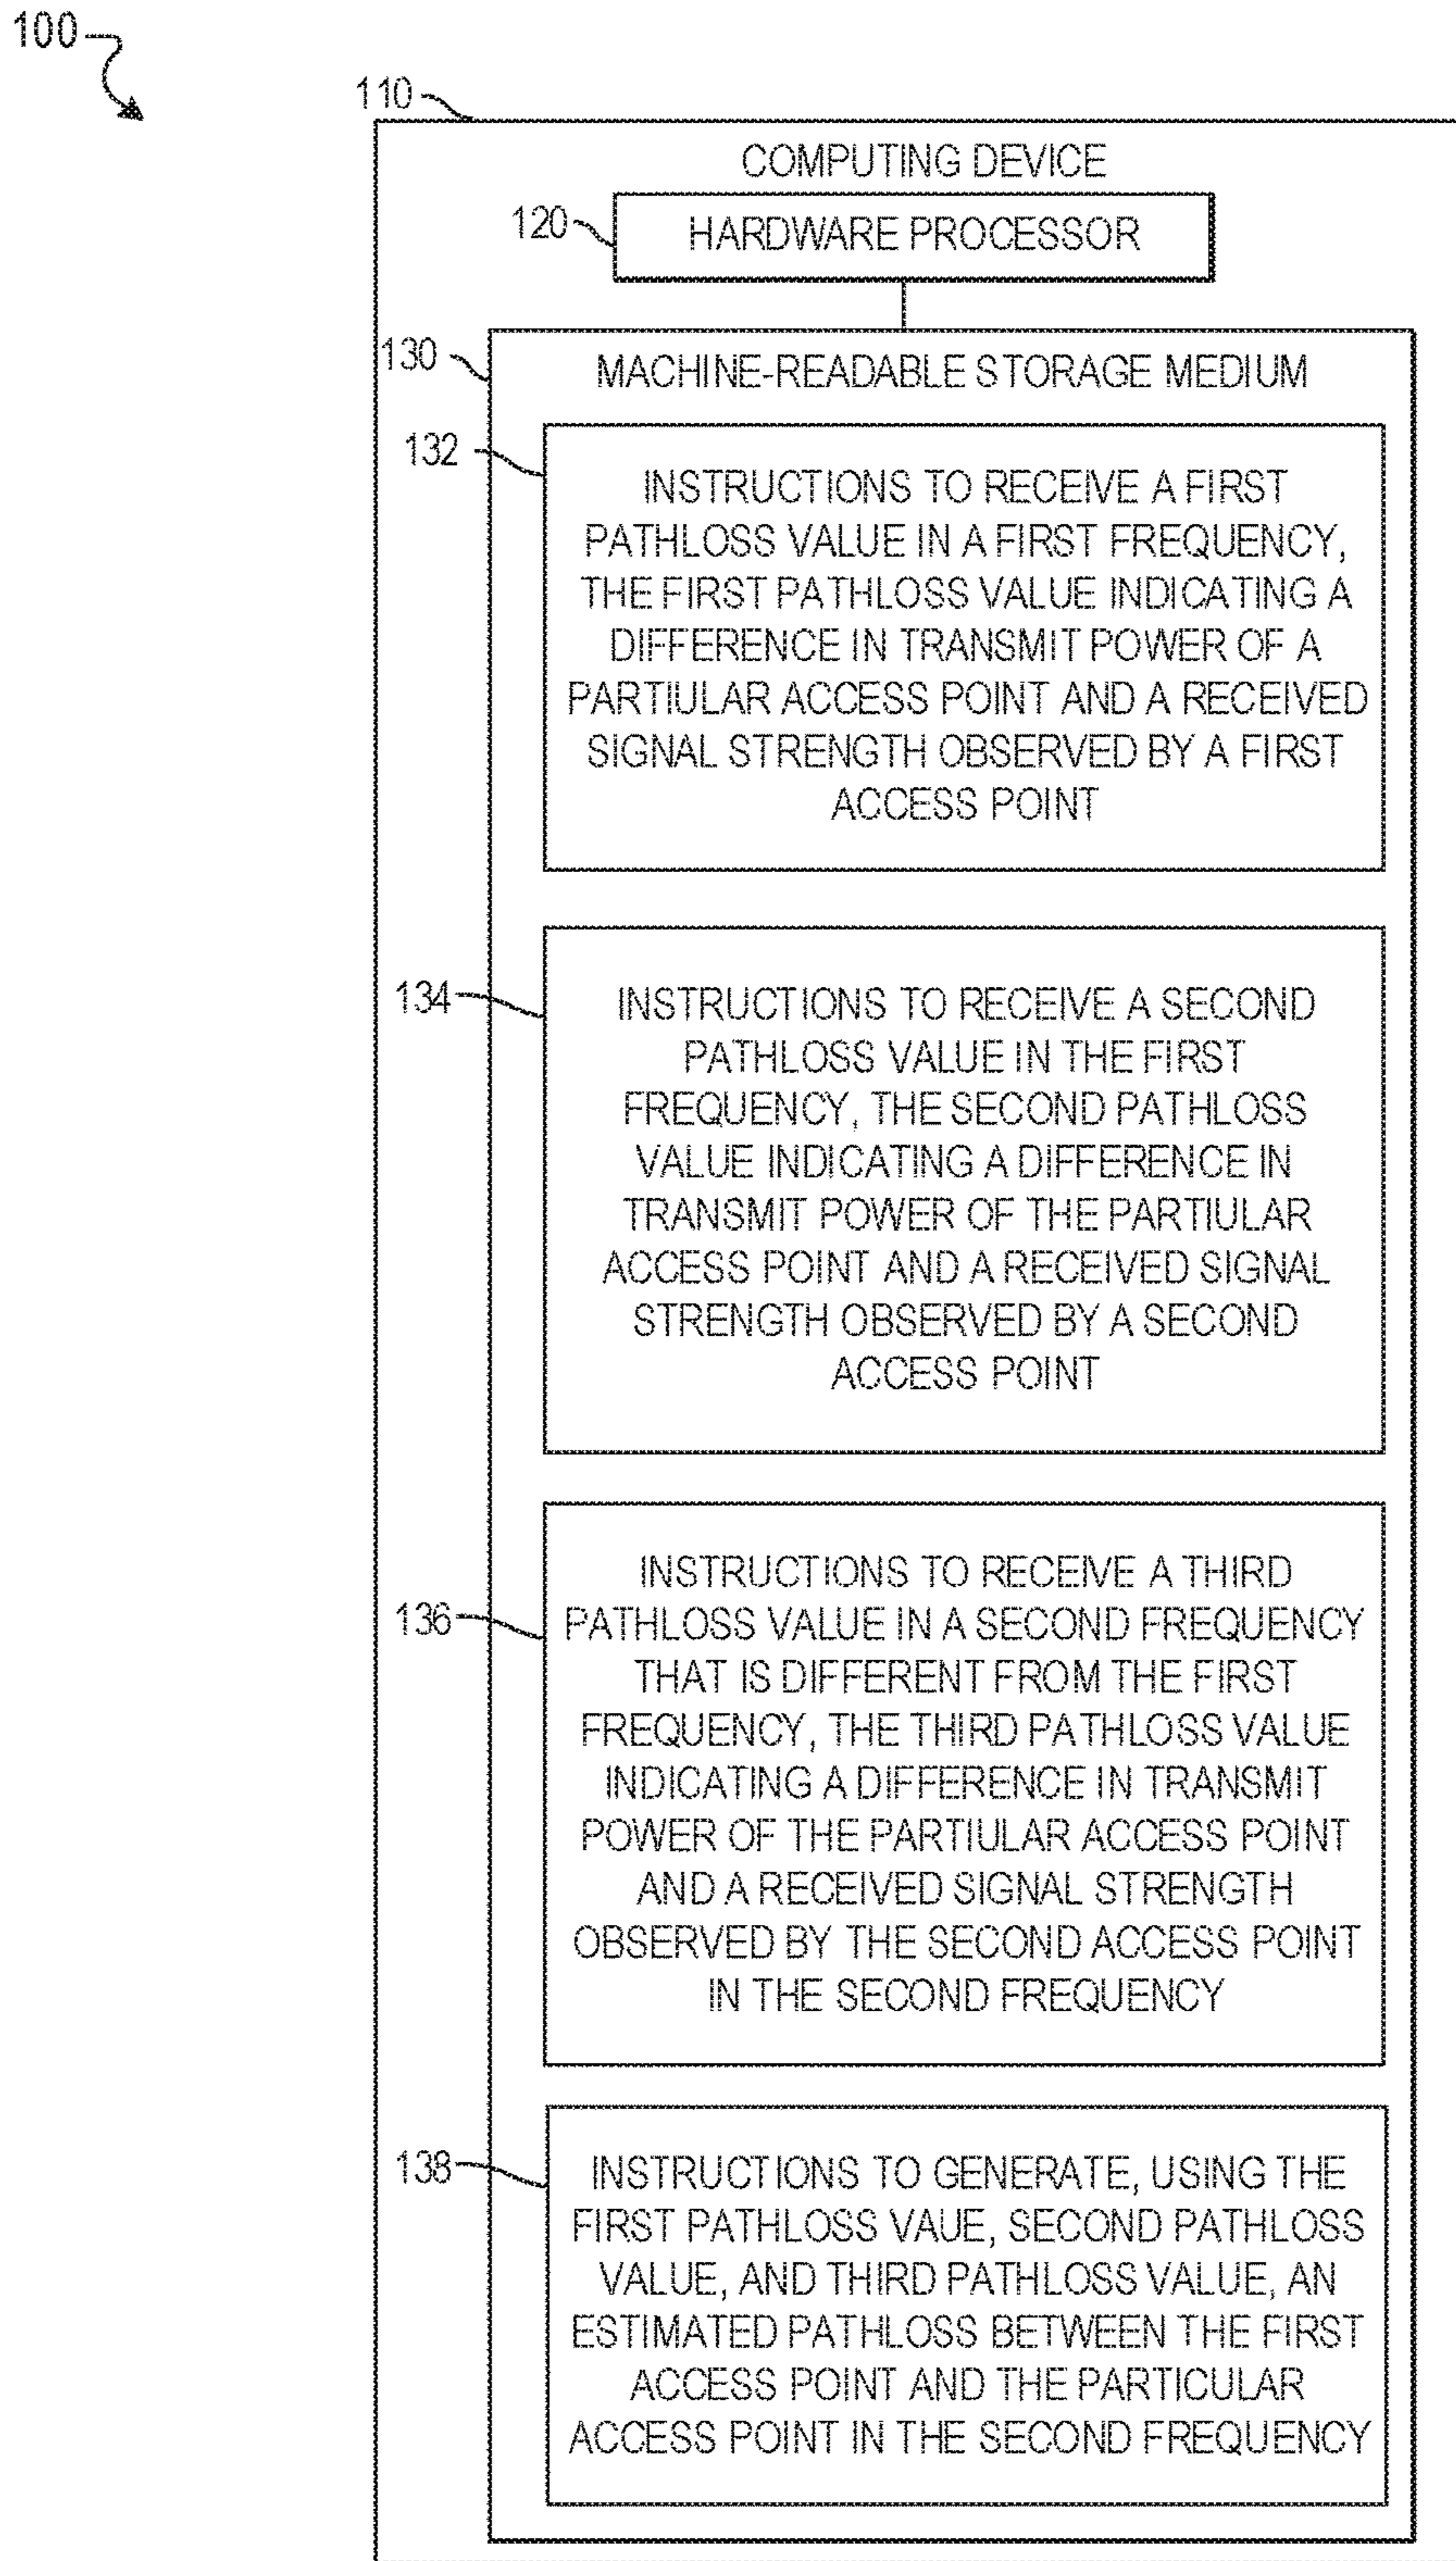 100
110
COMPUTING DEVICE
120
HARDWARE PROCESSOR
130
MACHINE-READABLE STORAGE MEDIUM
132
INSTRUCTIONS TO RECEIVE A FIRST
PATHLOSS VALUE IN A FIRST FREQUENCY,
THE FIRST PATHLOSS VALUE INDICATING A
DIFFERENCE IN TRANSMIT POWER OF A
PARTIULAR ACCESS POINT AND A RECEIVED
SIGNAL STRENGTH OBSERVED BY A FIRST
ACCESS POINT
134
INSTRUCTIONS TO RECEIVE A SECOND
PATHLOSS VALUE IN THE FIRST
FREQUENCY, THE SECOND PATHLOSS
VALUE INDICATING A DIFFERENCE IN
TRANSMIT POWER OF THE PARTIULAR
ACCESS POINT AND A RECEIVED SIGNAL
STRENGTH OBSERVED BY A SECOND
ACCESS POINT
136
INSTRUCTIONS TO RECEIVE A THIRD
PATHLOSS VALUE IN A SECOND FREQUENCY
THAT IS DIFFERENT FROM THE FIRST
FREQUENCY, THE THIRD PATHLOSS VALUE
INDICATING A DIFFERENCE IN TRANSMIT
POWER OF THE PARTIULAR ACCESS POINT
AND A RECEIVED SIGNAL STRENGTH
OBSERVED BY THE SECOND ACCESS POINT
IN THE SECOND FREQUENCY
138
INSTRUCTIONS TO GENERATE, USING THE
FIRST PATHLOSS VAUE, SECOND PATHLOSS
VALUE, AND THIRD PATHLOSS VALUE, AN
ESTIMATED PATHLOSS BETWEEN THE FIRST
ACCESS POINT AND THE PARTICULAR
ACCESS POINT IN THE SECOND FREQUENCY